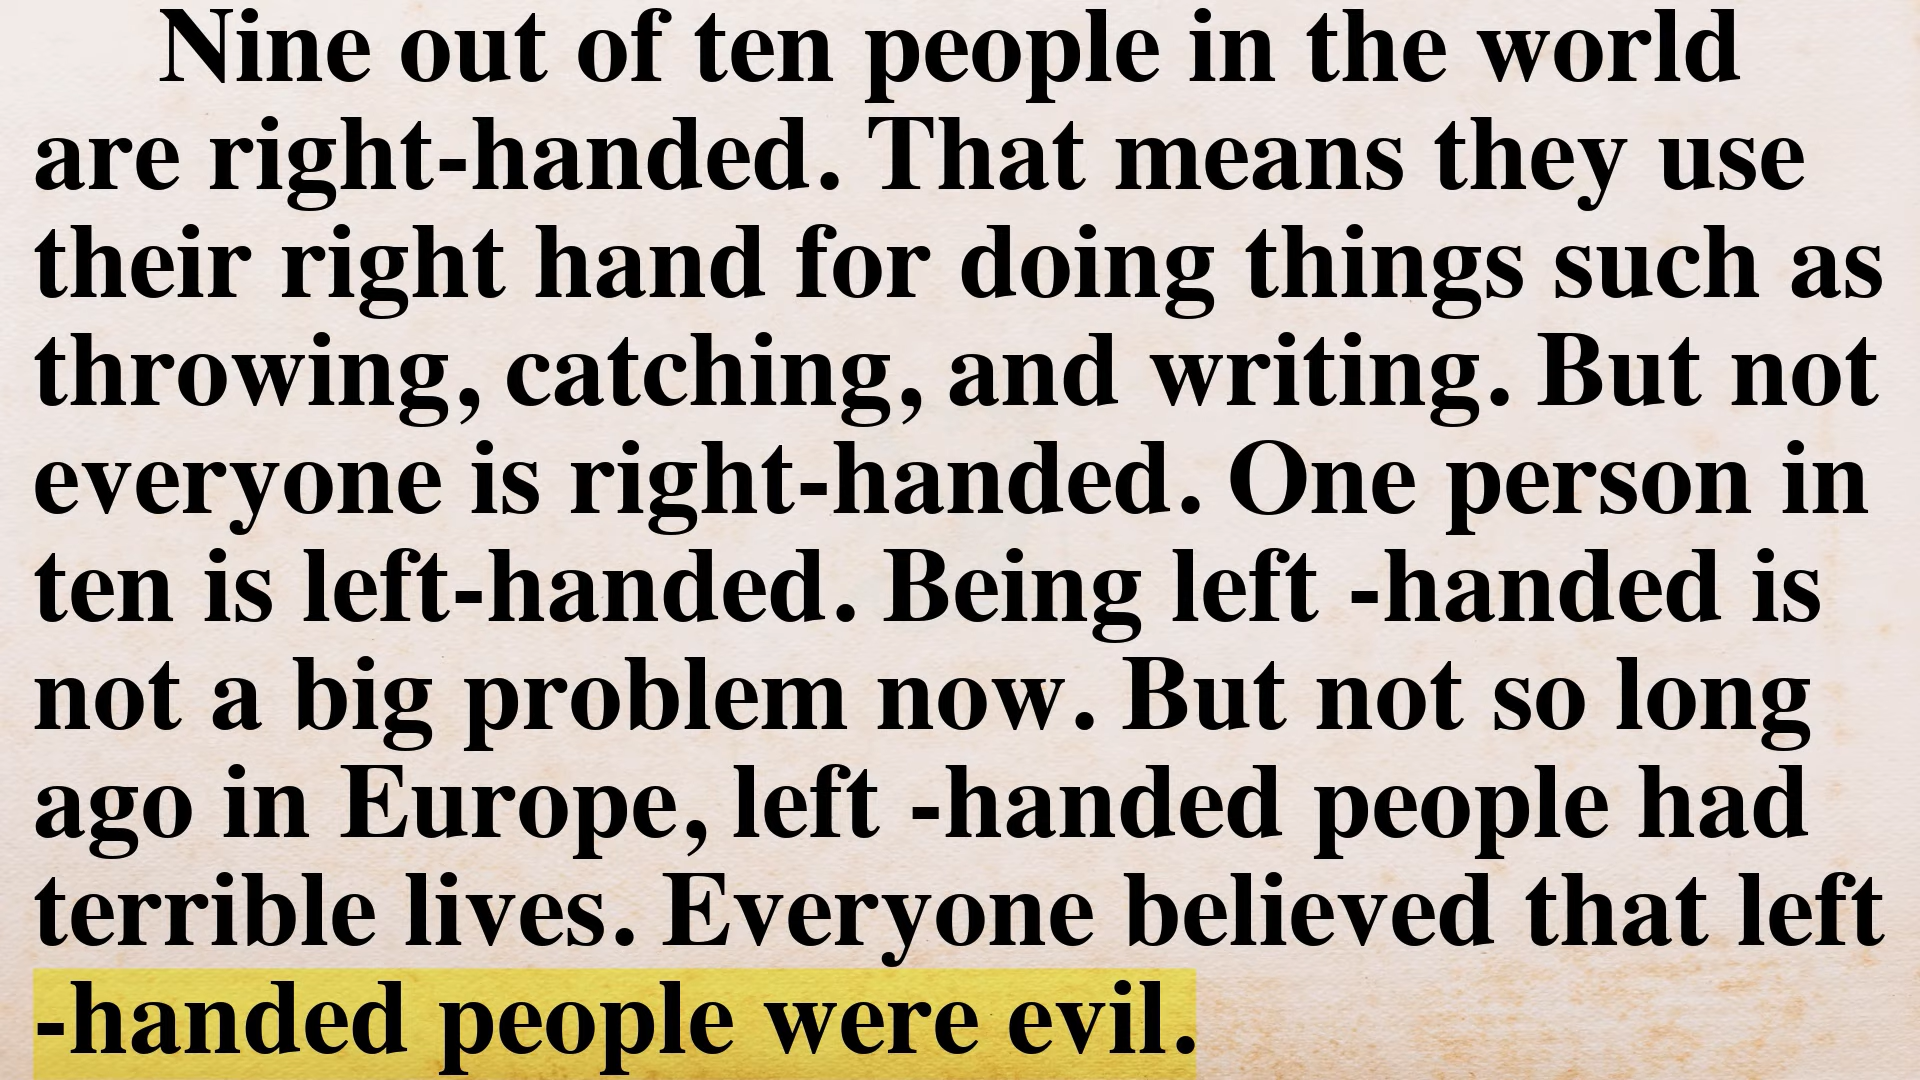 Nine out of ten people in the world
are right-handed. That means they use
their right hand for doing things such as
throwing, catching, and writing. But not
everyone is right-handed. One person in
ten is left-handed. Being left -handed is
not a big problem now. But not so long
ago in Europe, left -handed people had
terrible lives. Everyone believed that left
-handed people were evil.